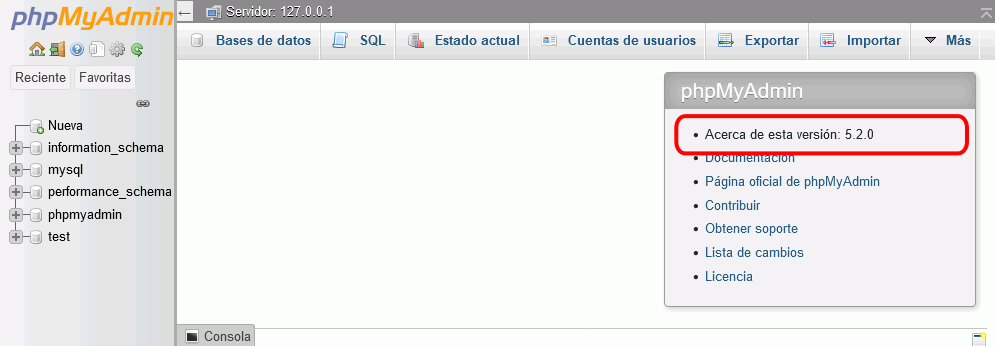 phpMyAdmin
Servidor: 127.0.0.1
Bases de datos SQL Estado actual Cuentas de usuarios Exportar Importar Más
Reciente Favoritas
Nueva
information_schema
mysql
performance_schema
phpmyadmin
test
phpMyAdmin
Acerca de esta versión: 5.2.0
Documentación
Página oficial de phpMyAdmin
Contribuir
Obtener soporte
Lista de cambios
Licencia
Consola